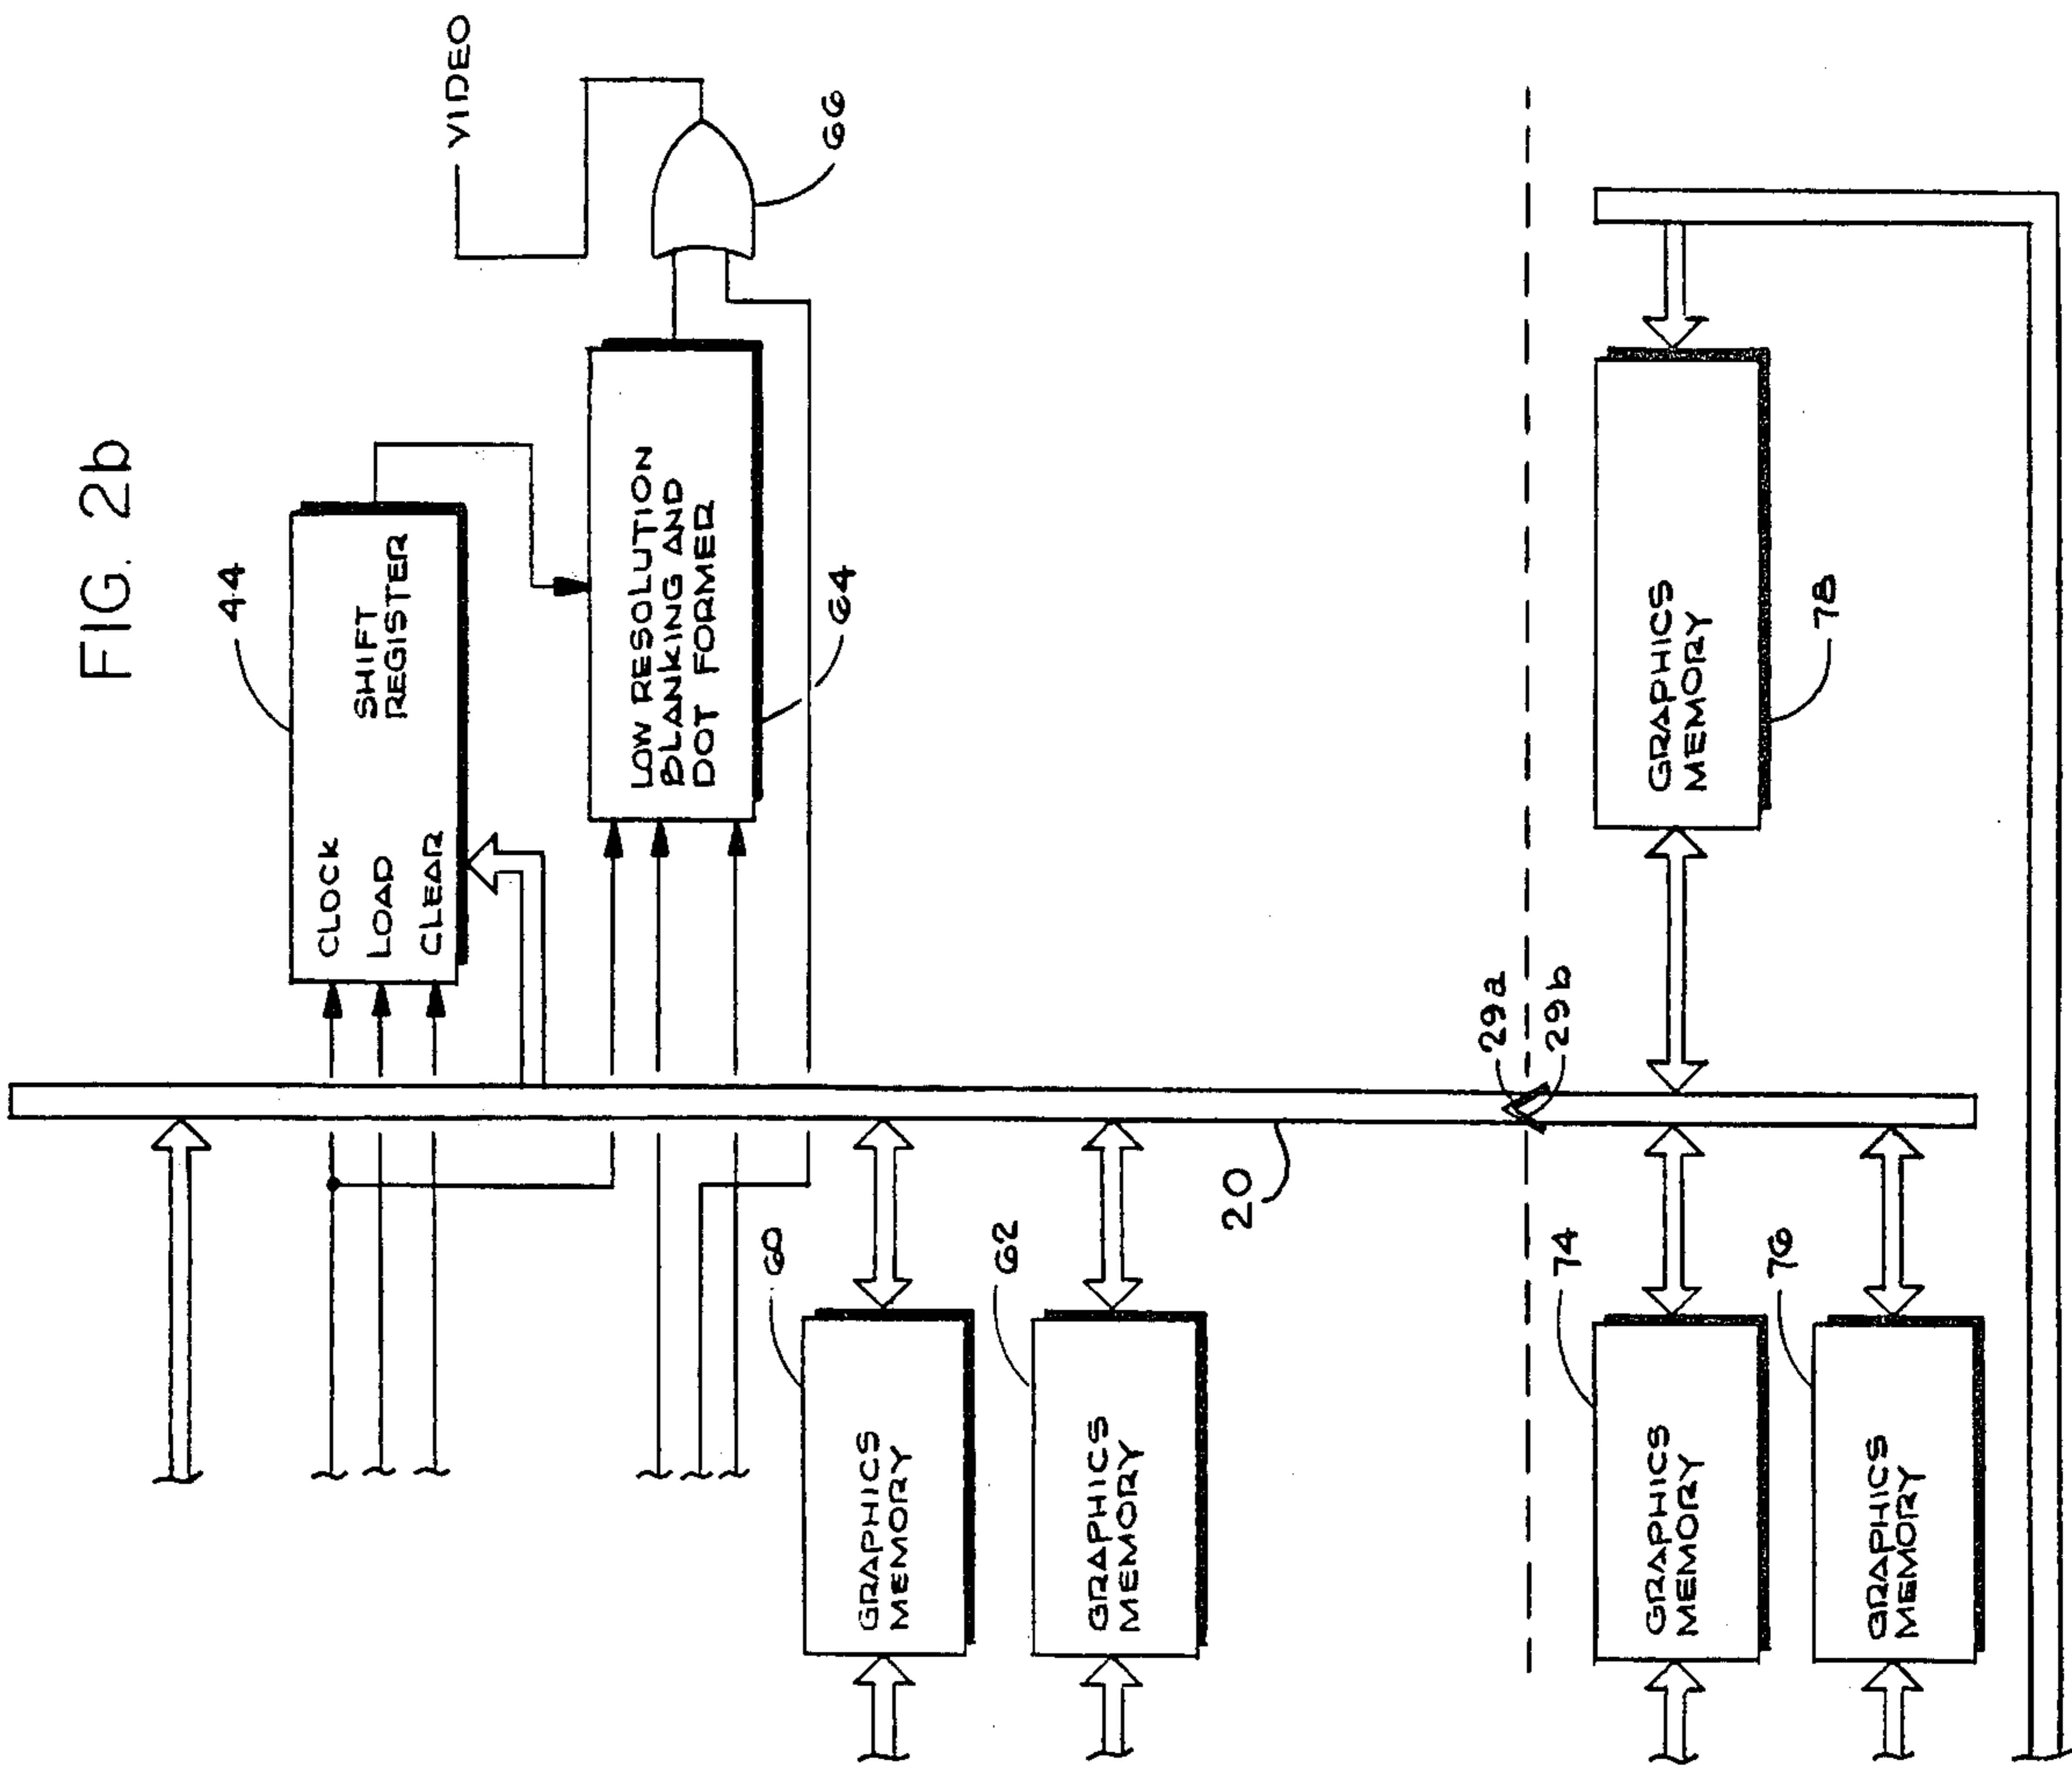 FIG. 2b
VIDEO
44
CLOCK
LOAD
CLEAR
SHIFT
REGISTER
LOW RESOLUTION
BLANKING AND
DOT FORMER
64
66
60
GRAPHICS
MEMORY
62
GRAPHICS
MEMORY
20
29a
29b
74
GRAPHICS
MEMORY
76
GRAPHICS
MEMORY
GRAPHICS
MEMORY
78